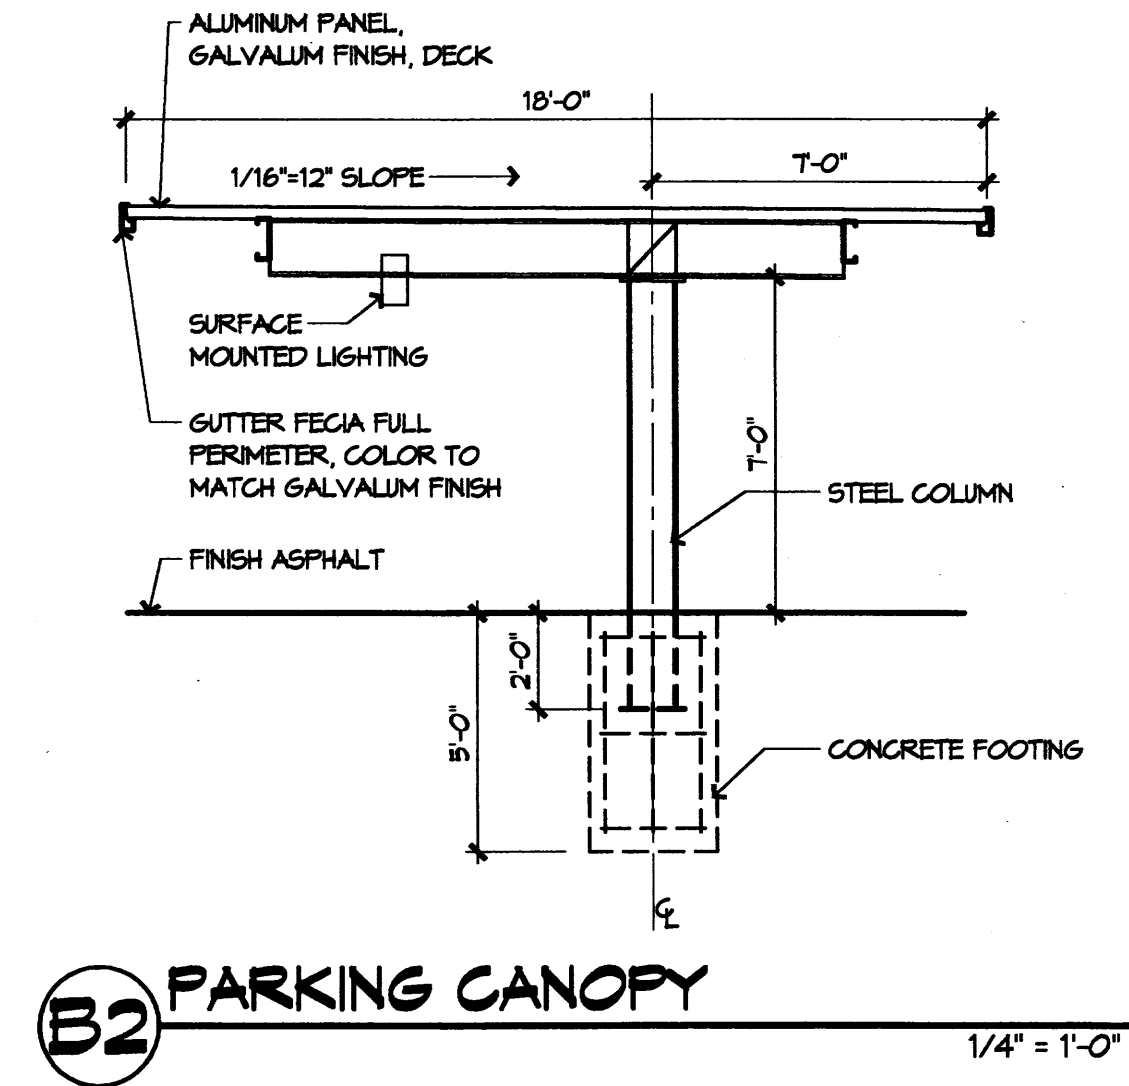 ALUMINUM PANEL,
GALVALUM FINISH, DECK
18'-0"
1/16"=12" SLOPE
7'-0"
SURFACE
MOUNTED LIGHTING
GUTTER FECIA FULL
PERIMETER, COLOR TO
MATCH GALVALUM FINISH
7'-0"
STEEL COLUMN
FINISH ASPHALT
2'-0"
5'-0"
CONCRETE FOOTING
CL
B2
PARKING CANOPY
1/4" = 1'-0"